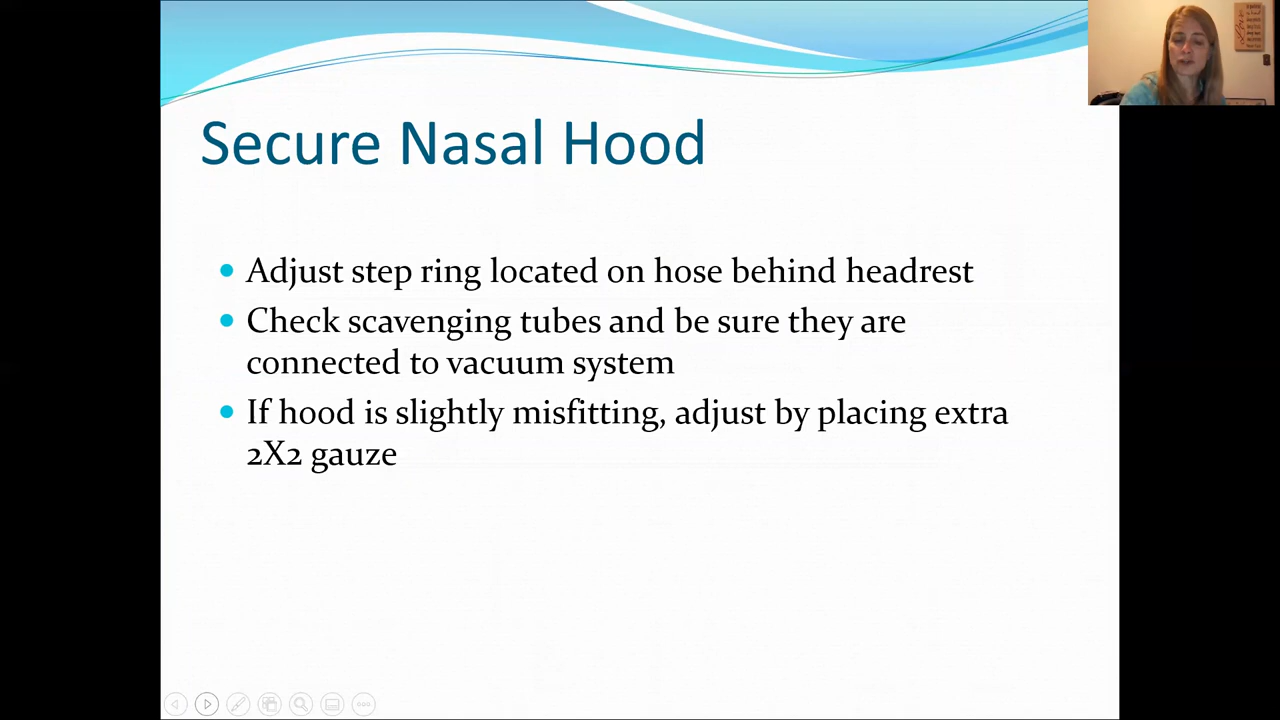 Secure Nasal Hood
Adjust step ring located on hose behind headrest
Check scavenging tubes and be sure they are
connected to vacuum system
If hood is slightly misfitting, adjust by placing extra
2X2 gauze